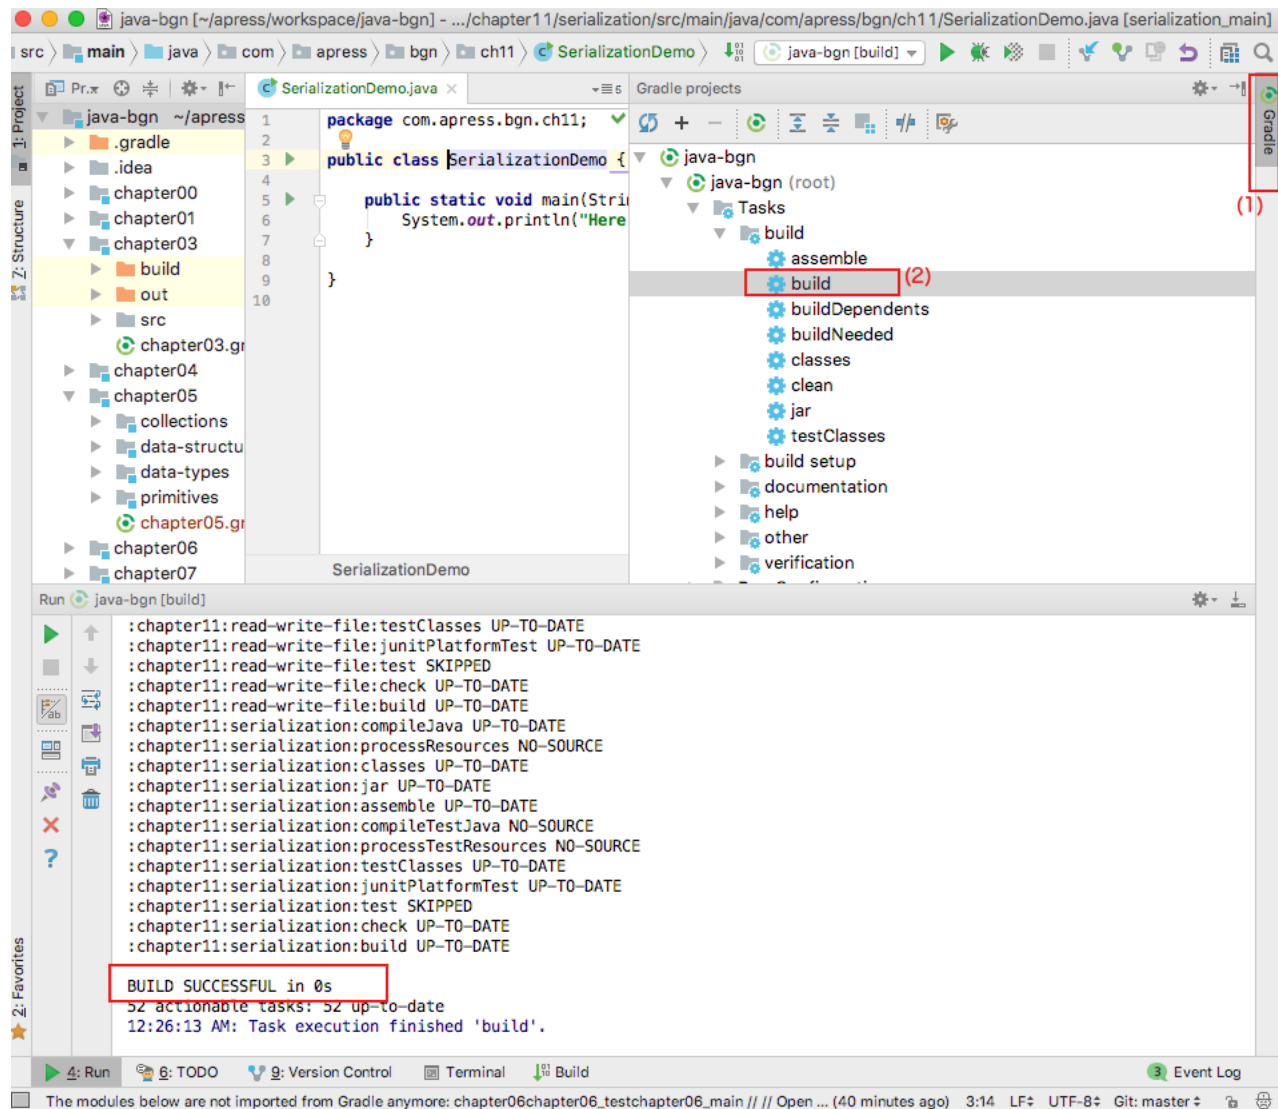 java-bgn [~/apress/workspace/java-bgn] - .../chapter11/serialization/src/main/java/com/apress/bgn/ch11/SerializationDemo.java [serialization_main]
src main java com apress bgn ch11 SerializationDemo java-bgn [build]
1: Project
Z: Structure
2: Favorites
Pr.
java-bgn ~/apress
.gradle
.idea
chapter00
chapter01
chapter03
build
out
src
chapter03.gr
chapter04
chapter05
collections
data-structu
data-types
primitives
chapter05.gr
chapter06
chapter07
SerializationDemo.java
5
1 package com.apress.bgn.ch11;
2
3 public class SerializationDemo {
4
5 public static void main(Stri
6 System.out.println("Here
7 }
8
9 }
10
SerializationDemo
Gradle projects
Gradle
(1)
java-bgn
java-bgn (root)
Tasks
build
assemble
build (2)
buildDependents
buildNeeded
classes
clean
jar
testClasses
build setup
documentation
help
other
verification
Run java-bgn [build]
:chapter11:read-write-file:testClasses UP-TO-DATE
:chapter11:read-write-file:junitPlatformTest UP-TO-DATE
:chapter11:read-write-file:test SKIPPED
:chapter11:read-write-file:check UP-TO-DATE
:chapter11:read-write-file:build UP-TO-DATE
:chapter11:serialization:compileJava UP-TO-DATE
:chapter11:serialization:processResources NO-SOURCE
:chapter11:serialization:classes UP-TO-DATE
:chapter11:serialization:jar UP-TO-DATE
:chapter11:serialization:assemble UP-TO-DATE
:chapter11:serialization:compileTestJava NO-SOURCE
:chapter11:serialization:processTestResources NO-SOURCE
:chapter11:serialization:testClasses UP-TO-DATE
:chapter11:serialization:junitPlatformTest UP-TO-DATE
:chapter11:serialization:test SKIPPED
:chapter11:serialization:check UP-TO-DATE
:chapter11:serialization:build UP-TO-DATE
BUILD SUCCESSFUL in 0s
52 actionable tasks: 52 up-to-date
12:26:13 AM: Task execution finished 'build'.
4: Run 6: TODO 9: Version Control Terminal Build 3 Event Log
The modules below are not imported from Gradle anymore: chapter06chapter06_testchapter06_main // // Open ... (40 minutes ago) 3:14 LF UTF-8 Git: master